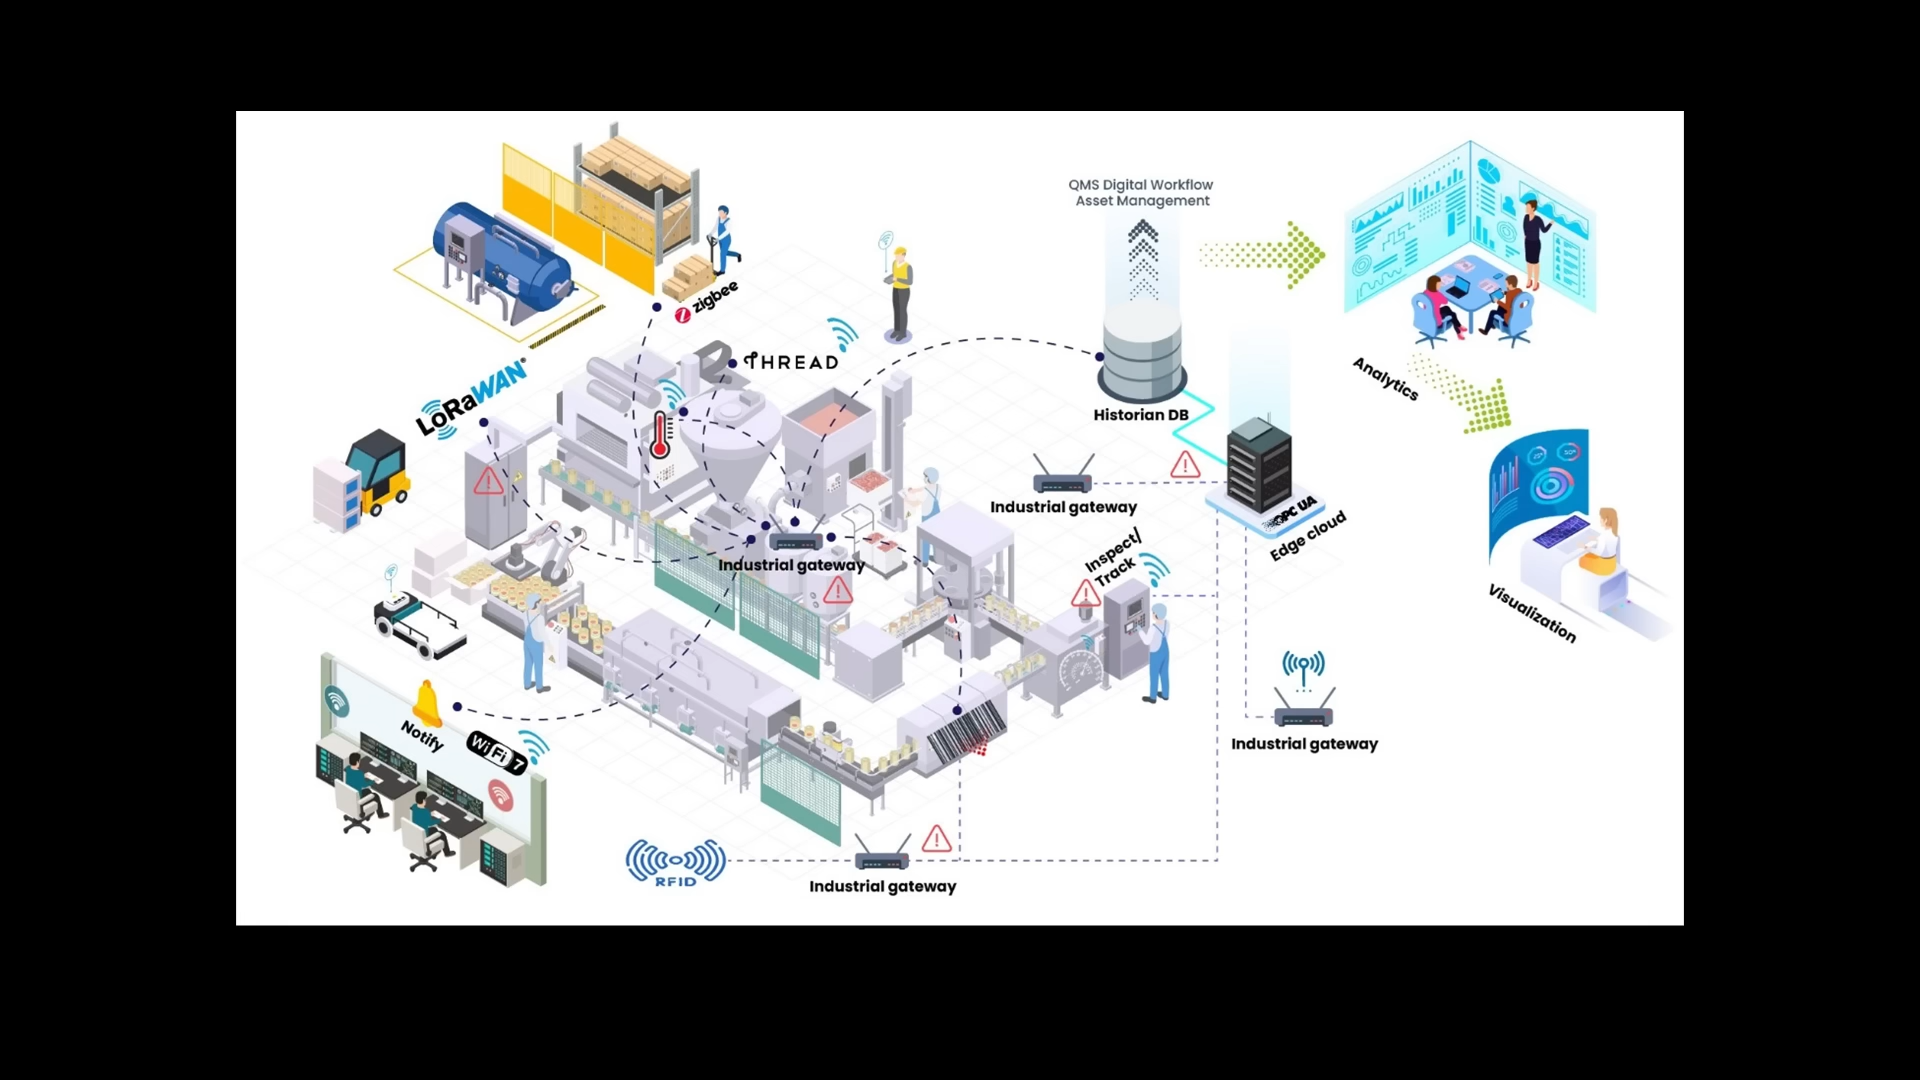 QMS Digital Workflow
Asset Management
zigbee
THREAD
LoRaWAN
Analytics
Historian DB
Industrial gateway
OPC UA
Edge cloud
Inspect/
Track
Industrial gateway
Visualization
Notify
WiFi 7
Industrial gateway
RFID
Industrial gateway